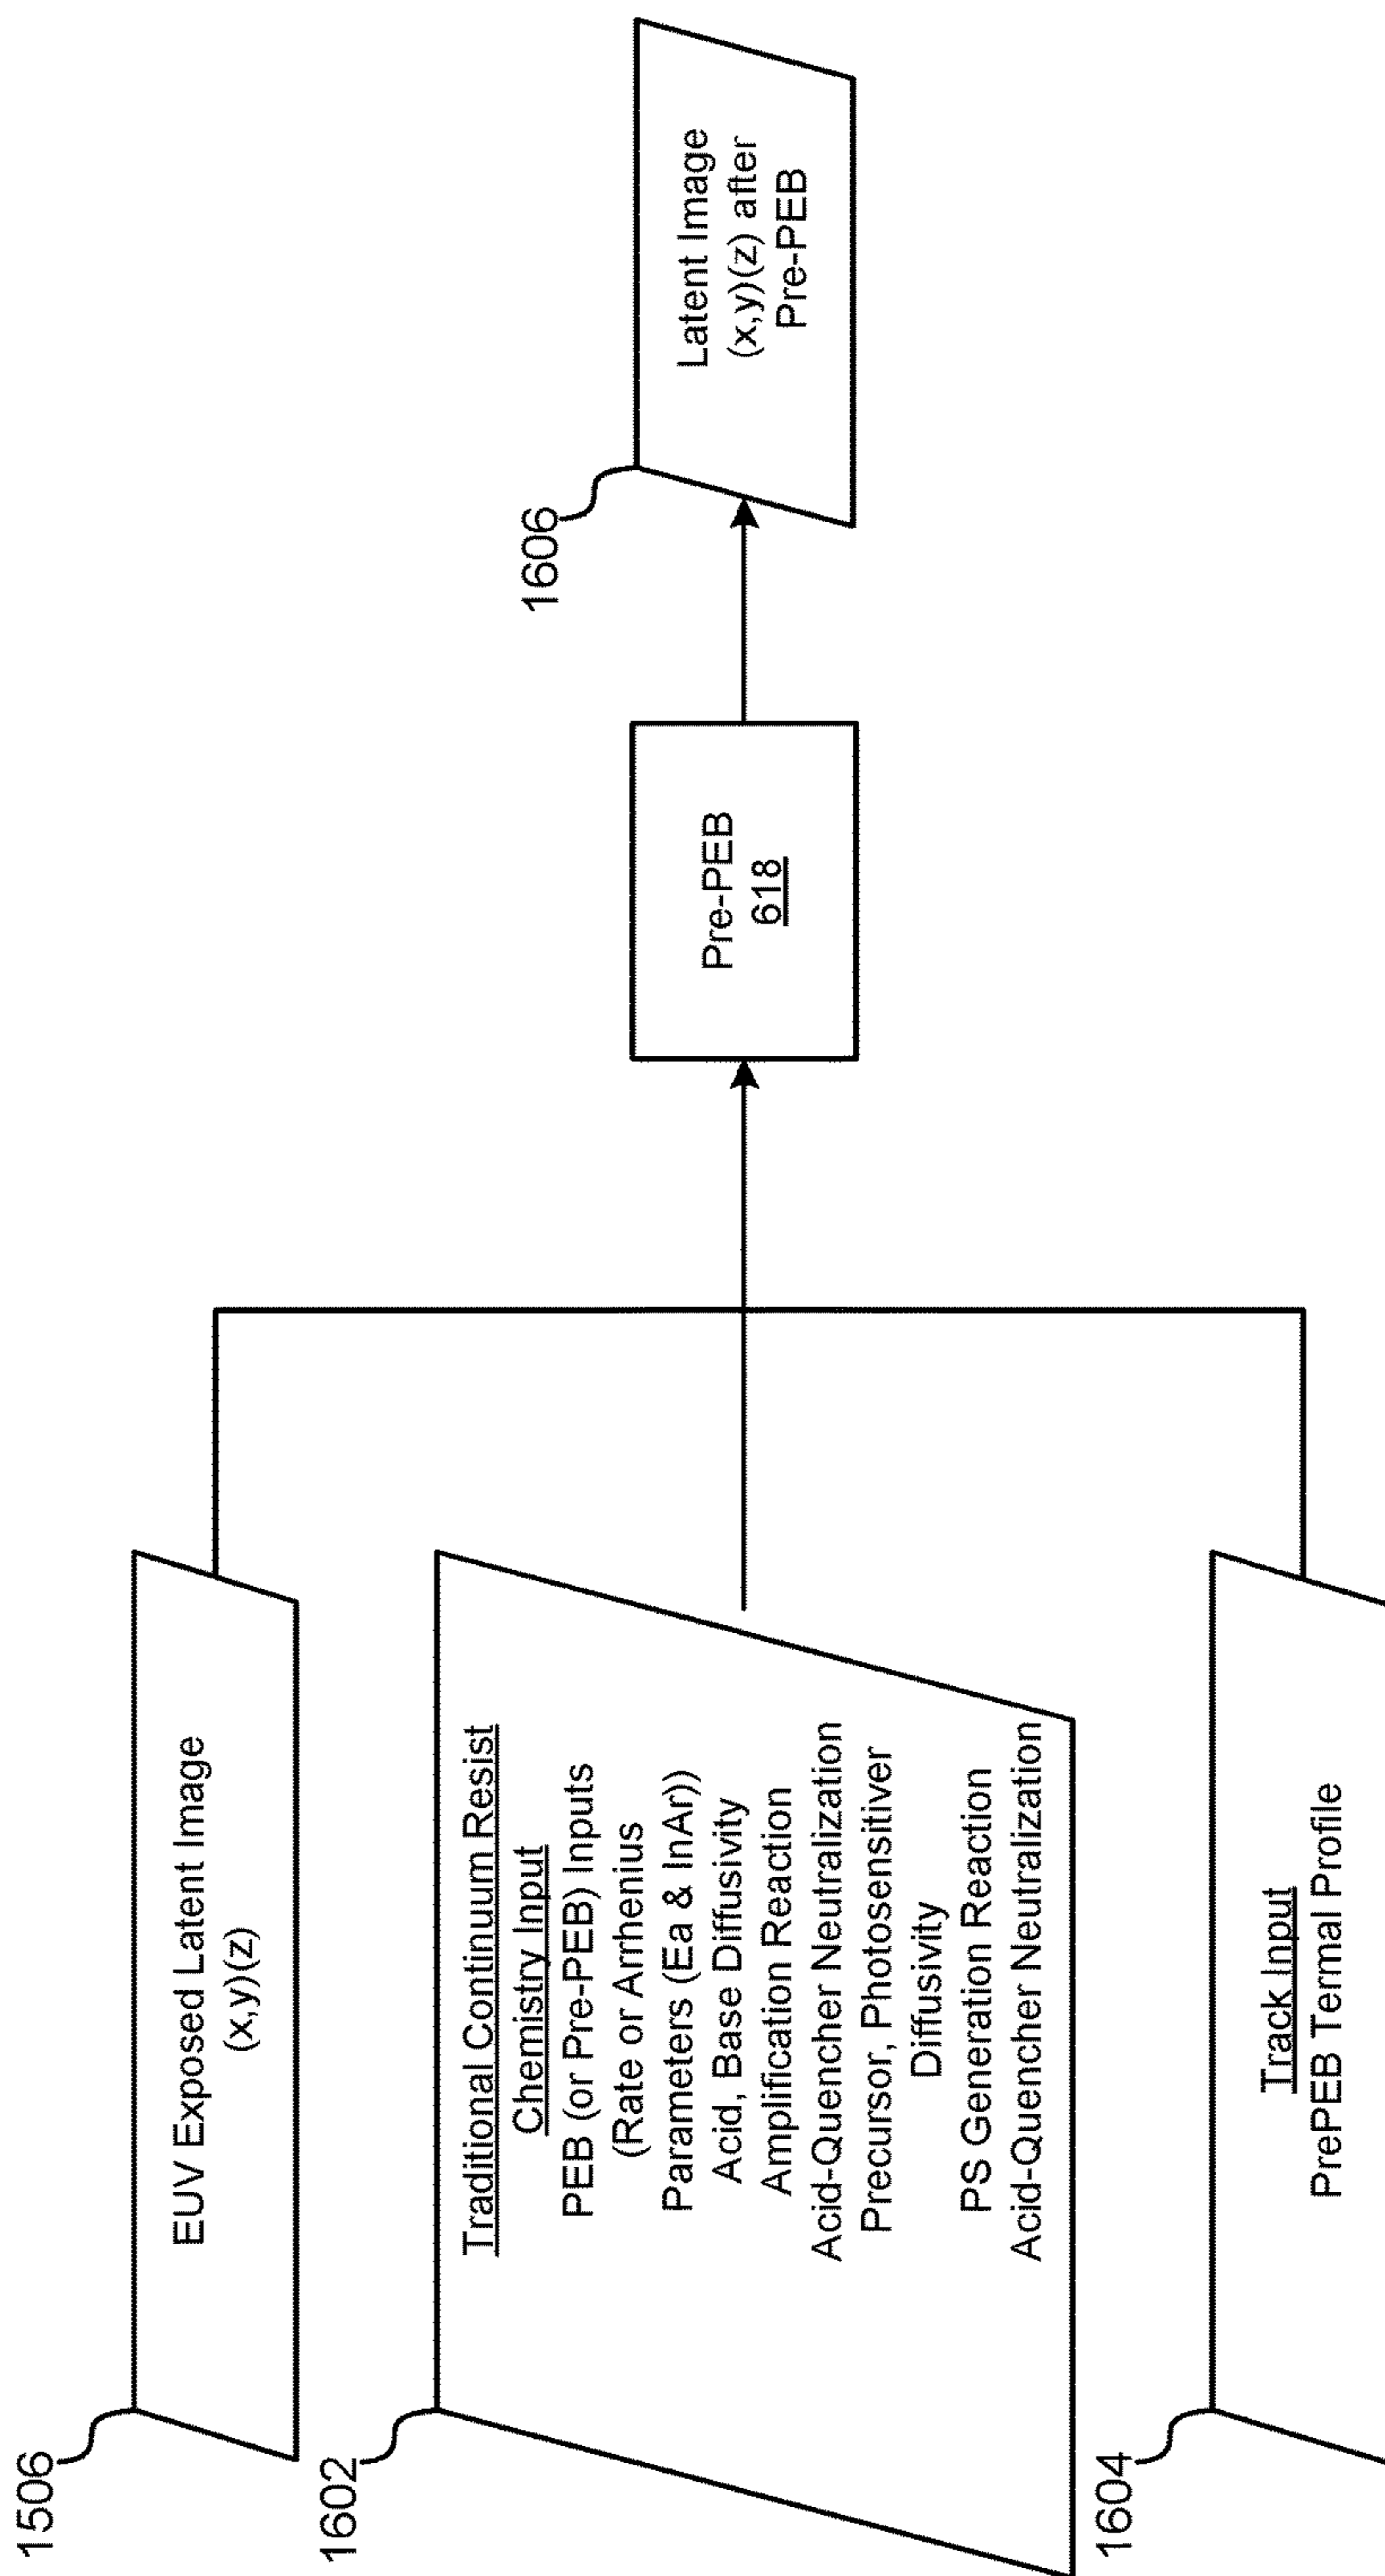 1506
EUV Exposed Latent Image
(x,y)(z)
1602
Traditional Continuum Resist
Chemistry Input
PEB (or Pre-PEB) Inputs
(Rate or Arrhenius
Parameters (Ea & lnAr))
Acid, Base Diffusivity
Amplification Reaction
Acid-Quencher Neutralization
Precursor, Photosensitiver
Diffusivity
PS Generation Reaction
Acid-Quencher Neutralization
1604
Track Input
PrePEB Termal Profile
Pre-PEB
618
1606
Latent Image
(x,y)(z) after
Pre-PEB